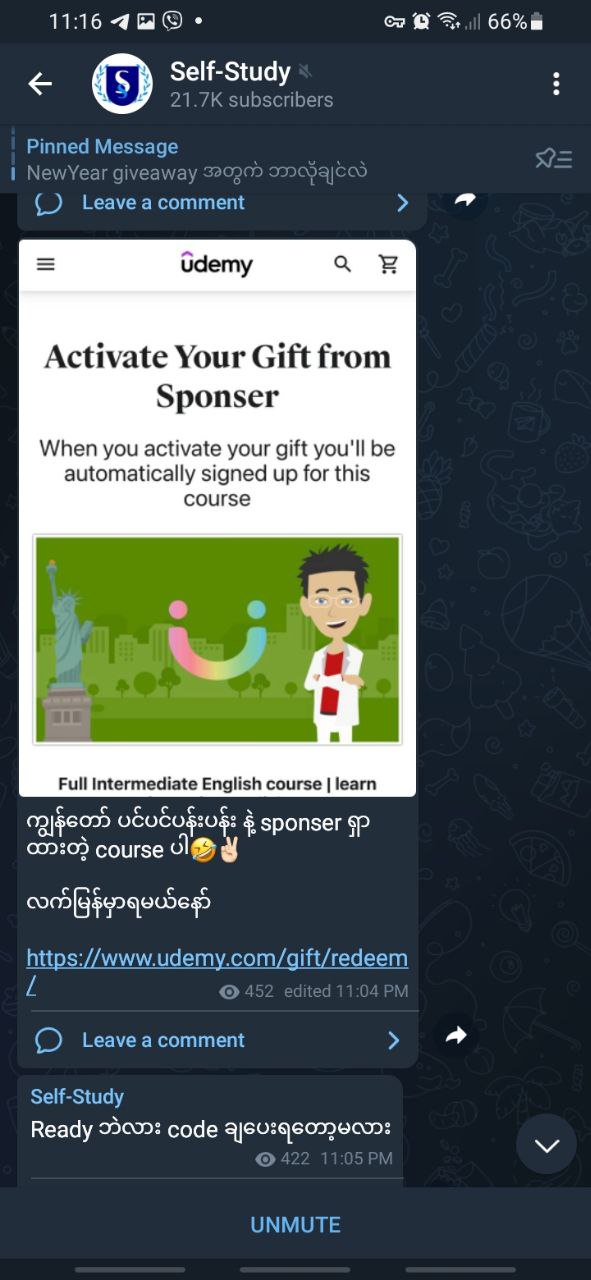 11:16
66%
Self-Study
21.7K subscribers
Pinned Message
NewYear giveaway အတွက် ဘာလိုချင်လဲ
Leave a comment
udemy
Activate Your Gift from
Sponser
When you activate your gift you'll be
automatically signed up for this
course
Full Intermediate English course | learn
ကျွန်တော် ပင်ပင်ပန်းပန်း နဲ့ sponser ရှာ
ထားတဲ့ course ပါ🤣✌🏻
လက်မြန်မှာရမယ်နော်
https://www.udemy.com/gift/redeem
/
452 edited 11:04 PM
Leave a comment
Self-Study
Ready ဘဲလား code ချပေးရတော့မလား
422 11:05 PM
UNMUTE